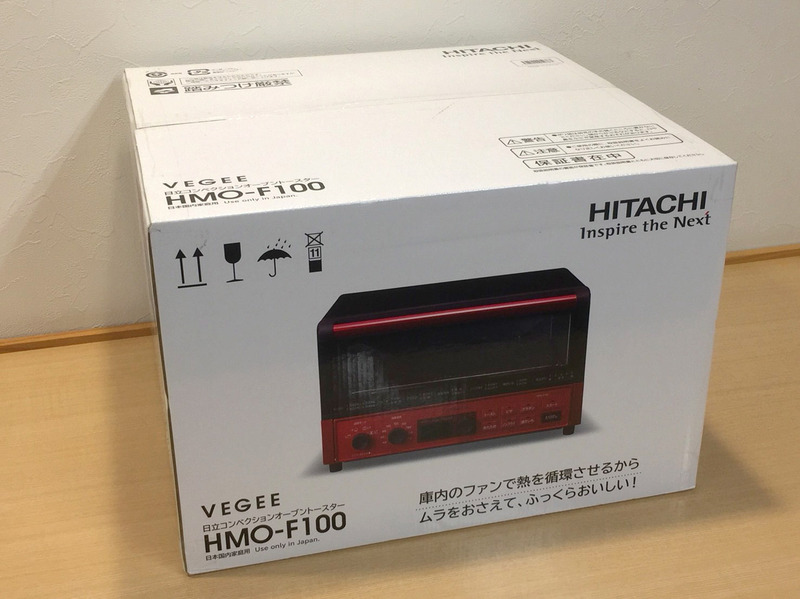 HITACHI
Inspire the Next
踏みつけ厳禁
警告
注意
保証書在中
VEGEE
日立コンベクションオーブントースター
HMO-F100
日本国内家庭用 Use only in Japan.
HITACHI
Inspire the Next
11
VEGEE
日立コンベクションオーブントースター
HMO-F100
日本国内家庭用 Use only in Japan.
庫内のファンで熱を循環させるから
ムラをおさえて、ふっくらおいしい！